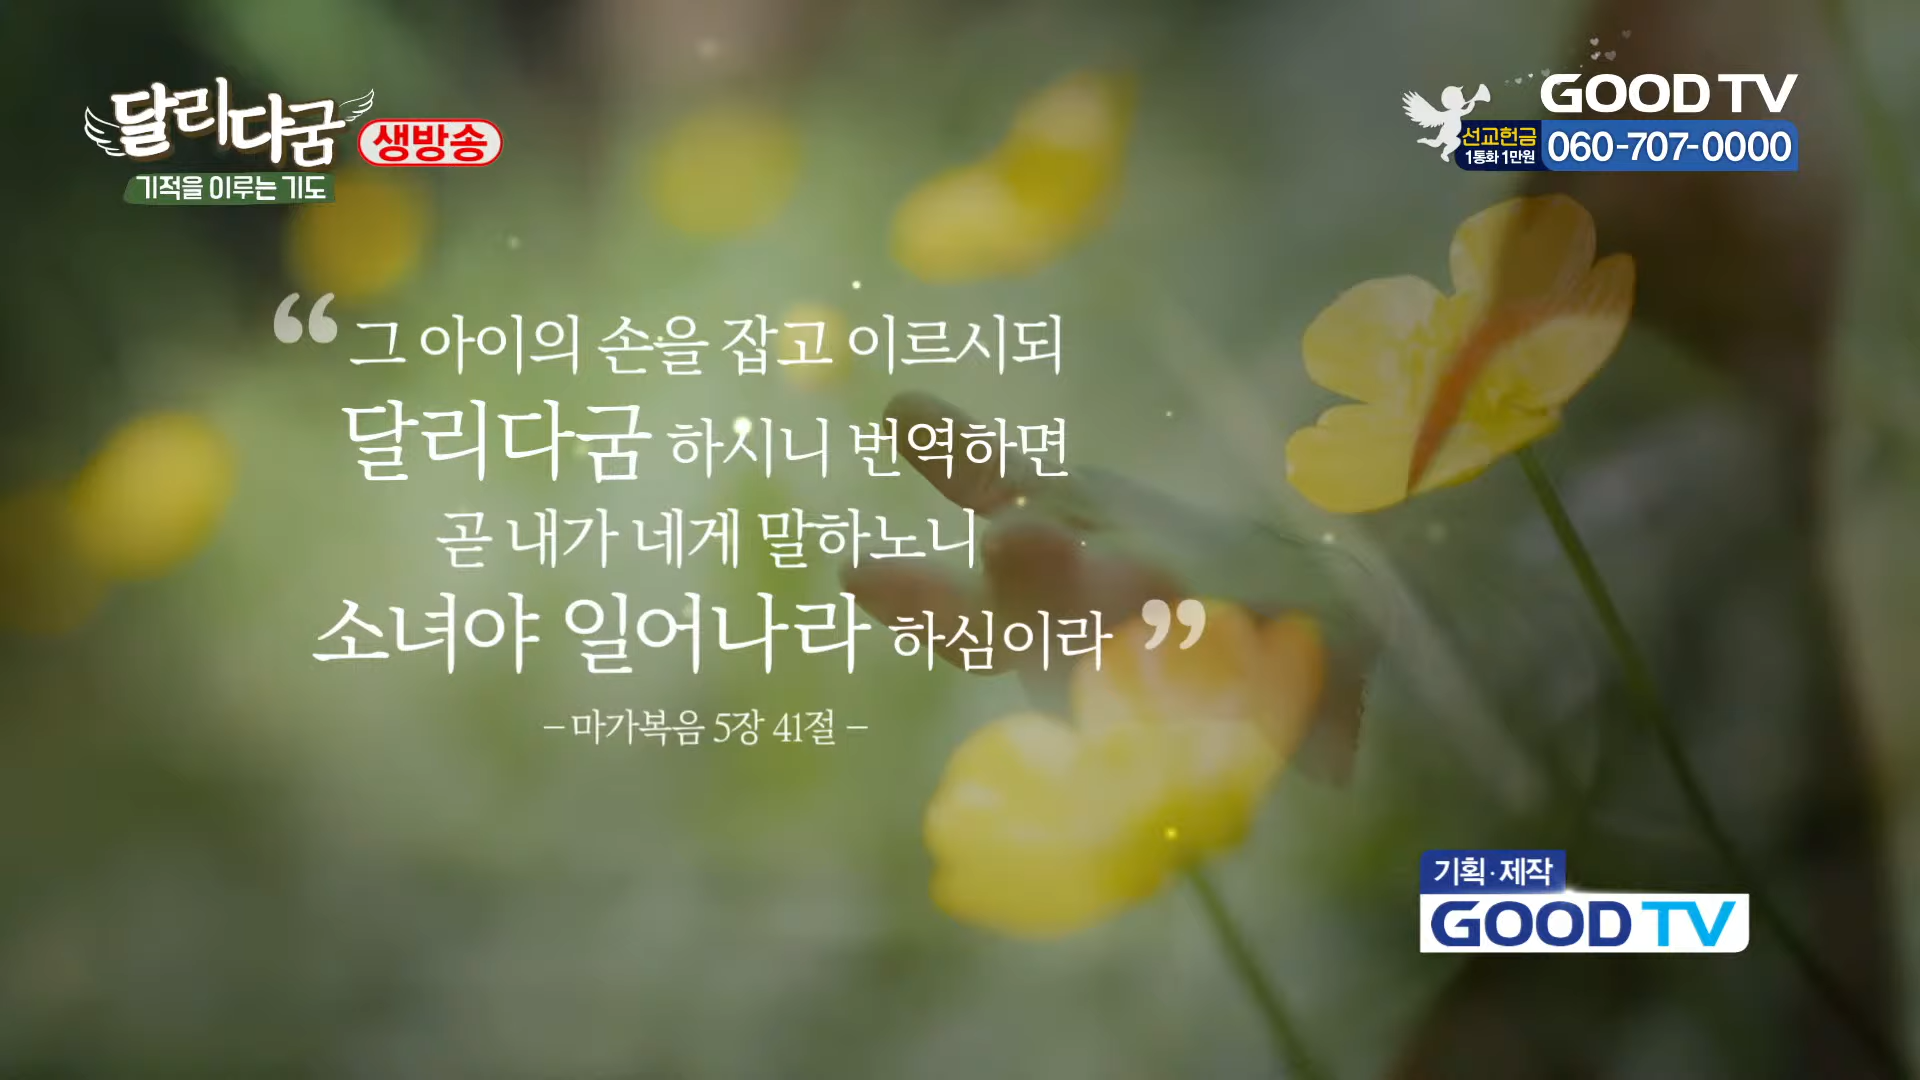 달리다굼
생방송
기적을 이루는 기도
GOOD TV
선교헌금
1통화 1만원
060-707-0000
“그 아이의 손을 잡고 이르시되
달리다굼 하시니 번역하면
곧 내가 네게 말하노니
소녀야 일어나라 하심이라”
– 마가복음 5장 41절 –
기획·제작
GOOD TV